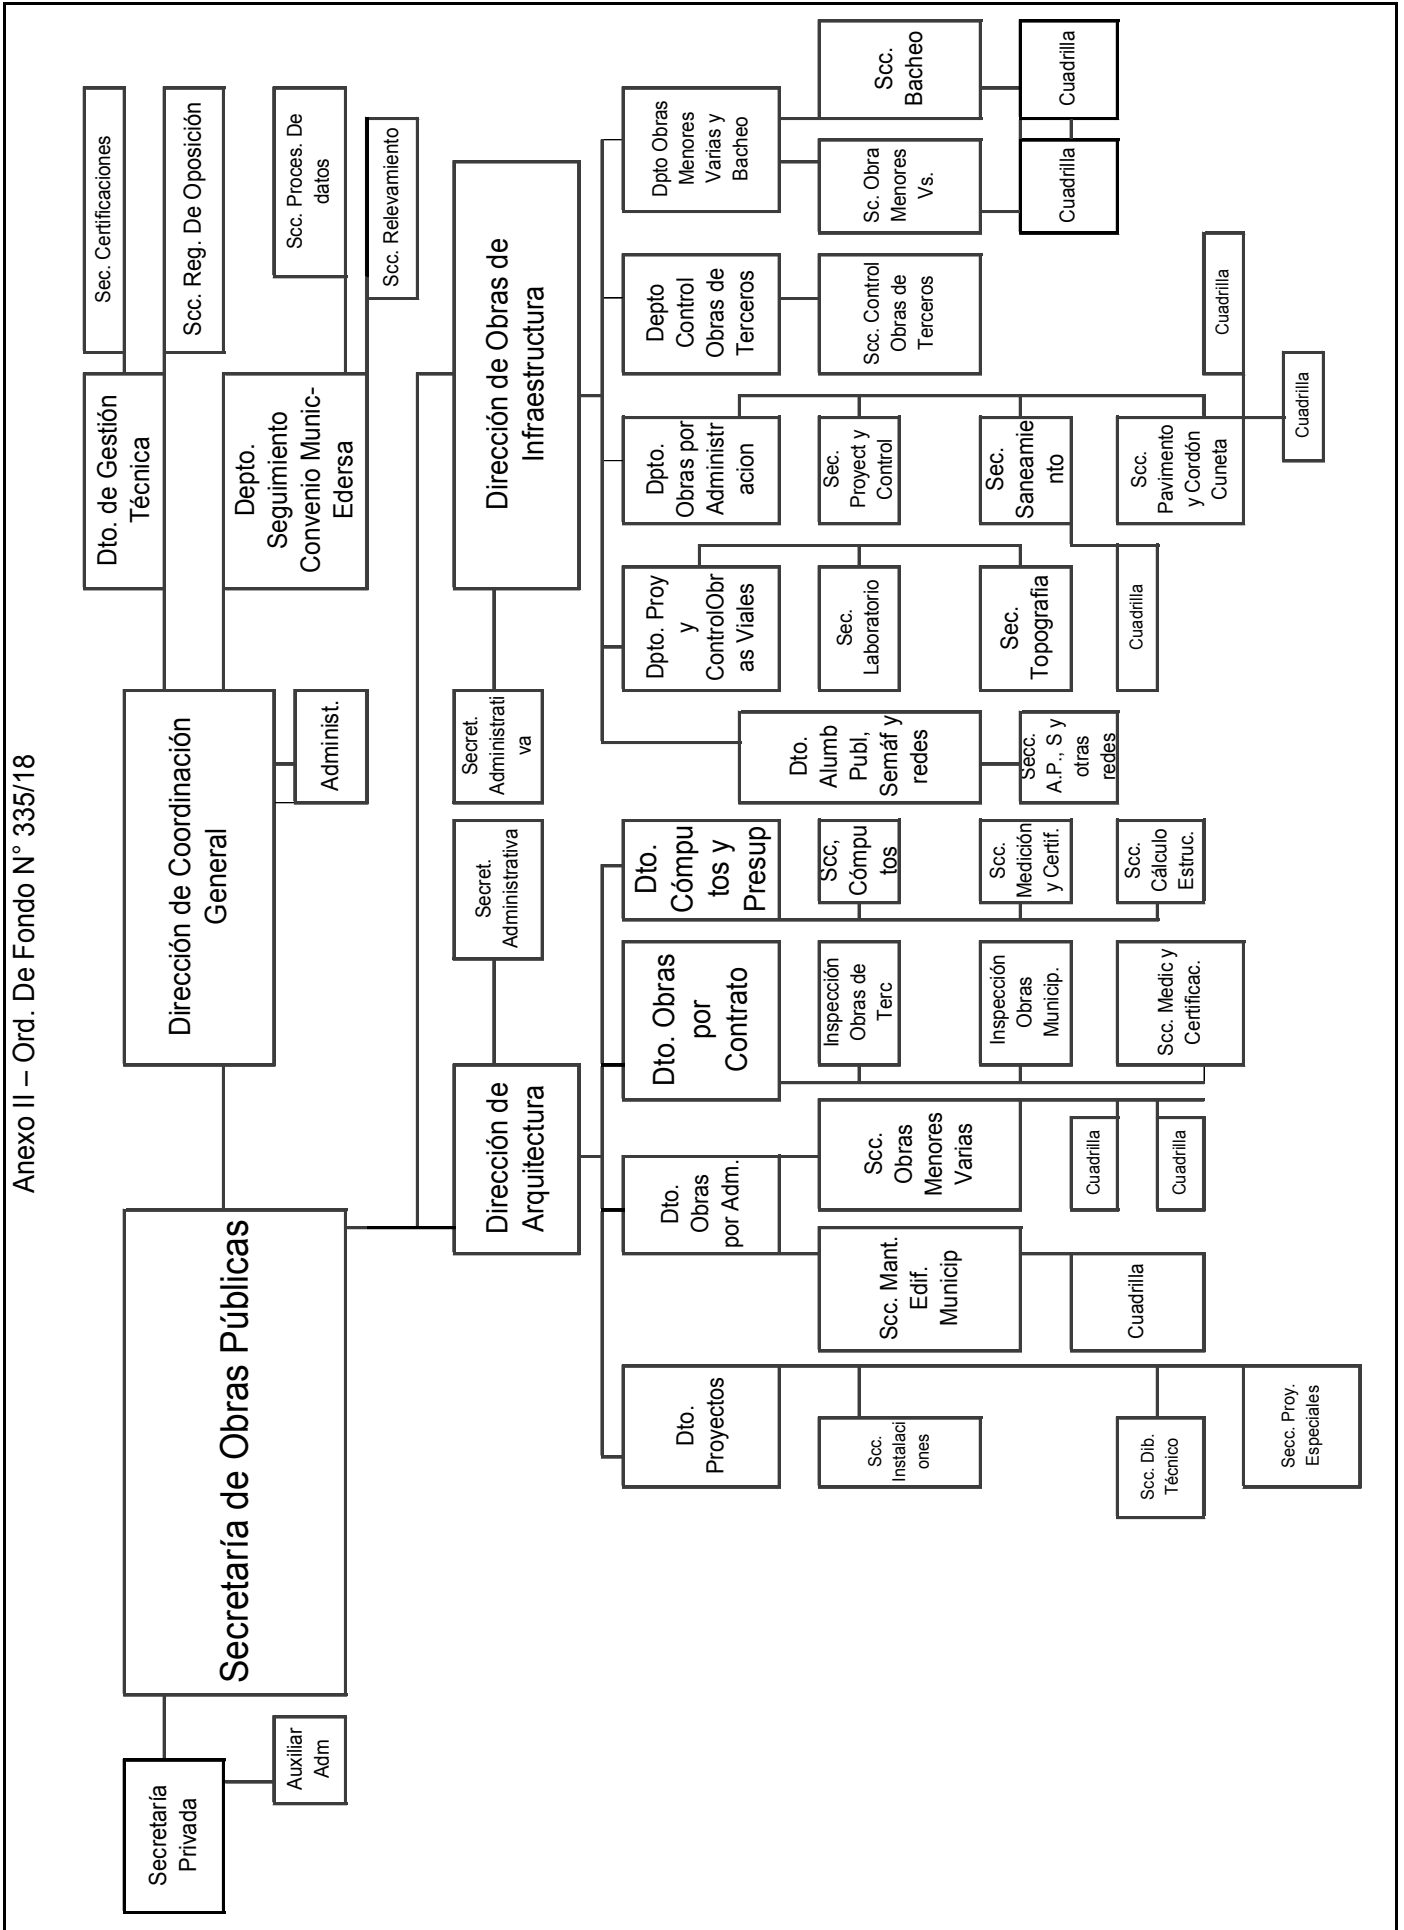 Anexo II – Ord. De Fondo N° 335/18
Secretaría
Privada
Auxiliar
Adm
Secretaría de Obras Públicas
Dirección de Coordinación
General
Administ.
Dto. de Gestión
Técnica
Sec. Certificaciones
Scc. Reg. De Oposición
Depto.
Seguimiento
Convenio Munic-
Edersa
Scc. Proces. De
datos
Scc. Relevamiento
Dirección de
Arquitectura
Secret.
Administrativa
Secret.
Administrati
va
Dirección de Obras de
Infraestructura
Dto.
Proyectos
Dto.
Obras
por Adm.
Dto. Obras
por
Contrato
Dto.
Cómpu
tos y
Presup
Dto.
Alumb
Publ,
Semáf y
redes
Dpto. Proy
y
ControlObr
as Viales
Dpto.
Obras por
Administr
acion
Depto
Control
Obras de
Terceros
Dpto Obras
Menores
Varias y
Bacheo
Scc.
Instalaci
ones
Scc. Mant.
Edif.
Municip
Scc.
Obras
Menores
Varias
Inspección
Obras de
Terc
Scc,
Cómpu
tos
Sec.
Laboratorio
Sec.
Proyect y
Control
Scc. Control
Obras de
Terceros
Sc. Obra
Menores
Vs.
Scc.
Bacheo
Inspección
Obras
Municip.
Scc.
Medición
y Certif.
Secc.
A.P., S y
otras
redes
Sec.
Topografia
Sec.
Saneamie
nto
Cuadrilla
Cuadrilla
Scc. Dib.
Técnico
Cuadrilla
Cuadrilla
Cuadrilla
Scc. Medic y
Certificac.
Scc.
Cálculo
Estruc.
Cuadrilla
Scc.
Pavimento
y Cordón
Cuneta
Cuadrilla
Secc. Proy.
Especiales
Cuadrilla